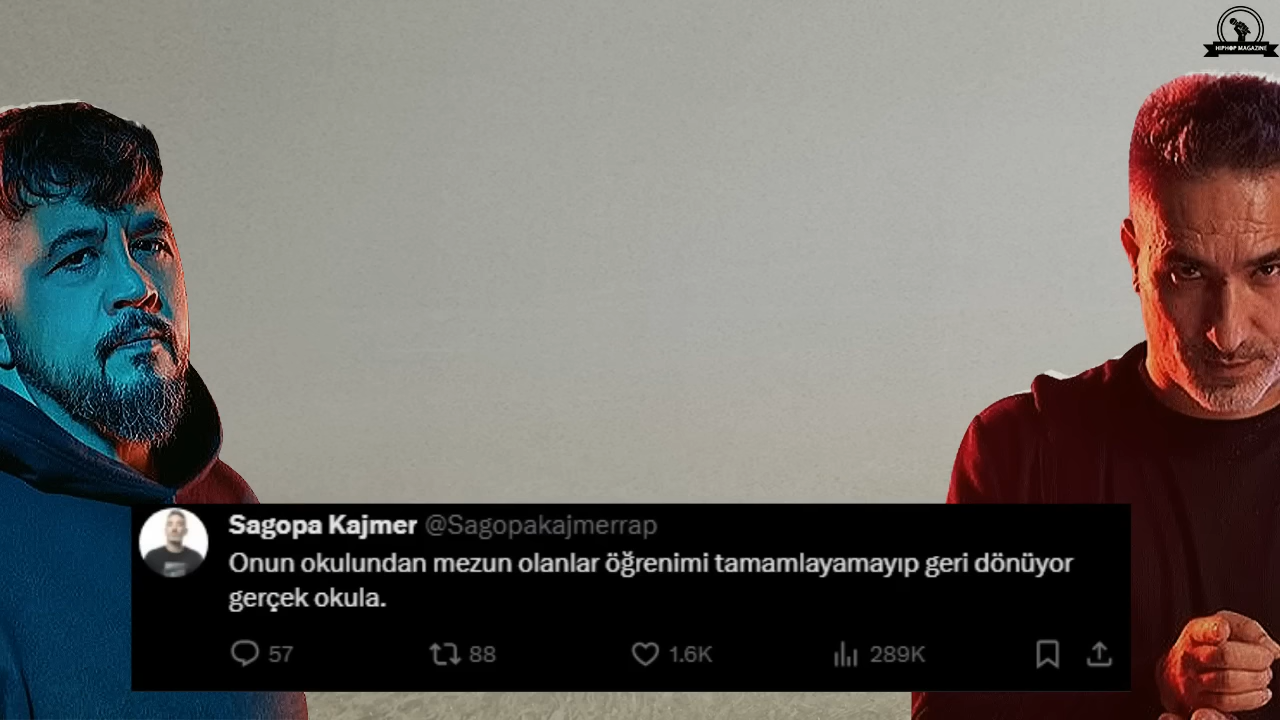 HIPHOP MAGAZINE
Sagopa Kajmer @Sagopakajmerrap
Onun okulundan mezun olanlar öğrenimi tamamlayamayıp geri dönüyor
gerçek okula.
57 88 1.6K 289K